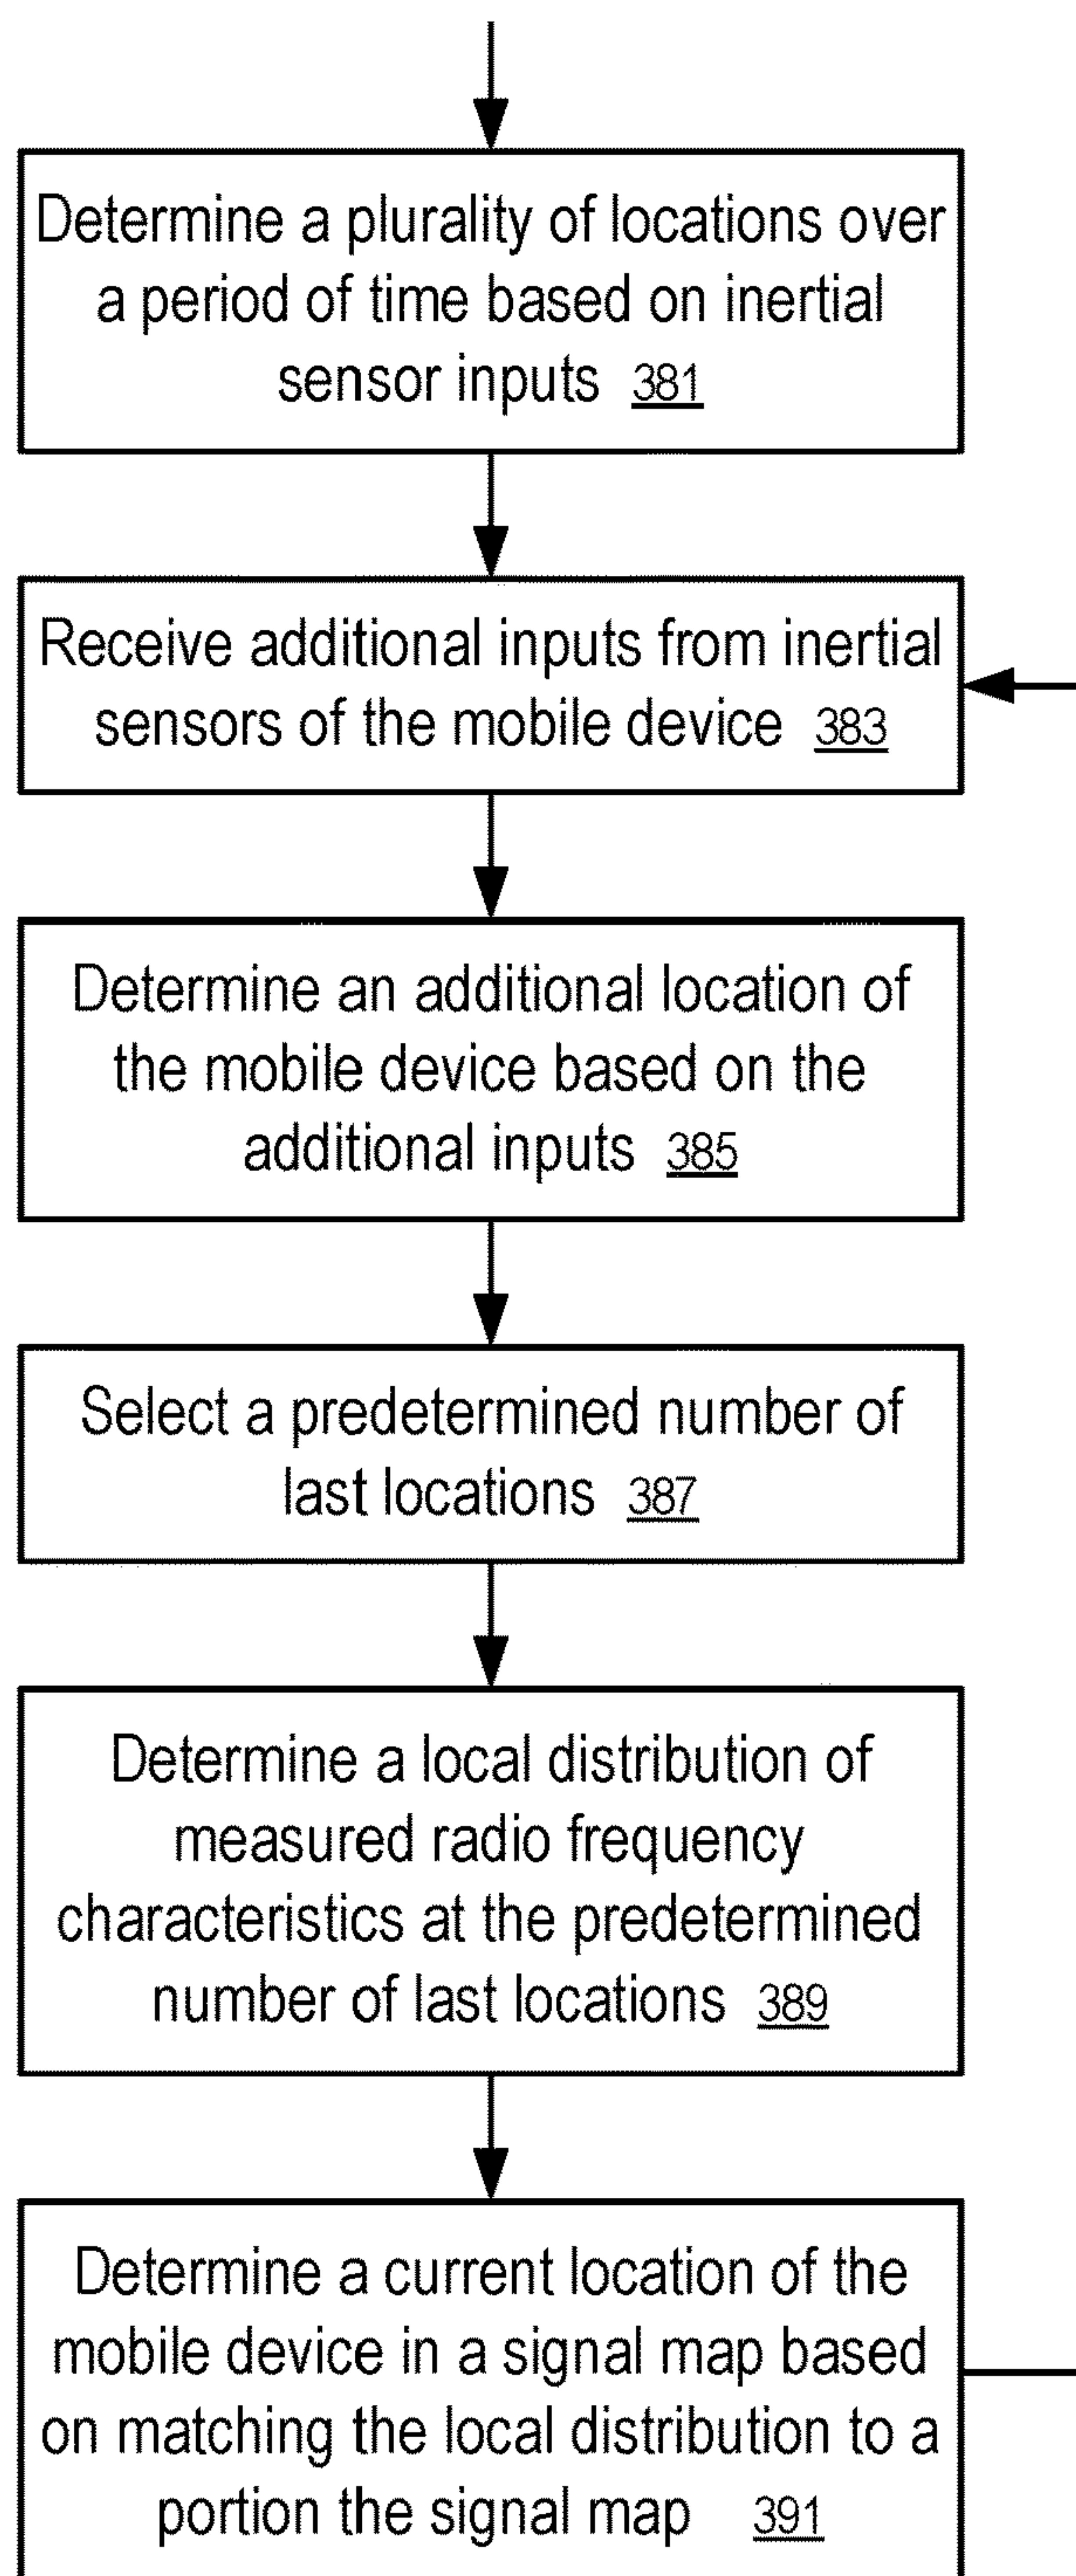 Determine a plurality of locations over
a period of time based on inertial
sensor inputs 381
Receive additional inputs from inertial
sensors of the mobile device 383
Determine an additional location of
the mobile device based on the
additional inputs 385
Select a predetermined number of
last locations 387
Determine a local distribution of
measured radio frequency
characteristics at the predetermined
number of last locations 389
Determine a current location of the
mobile device in a signal map based
on matching the local distribution to a
portion the signal map 391